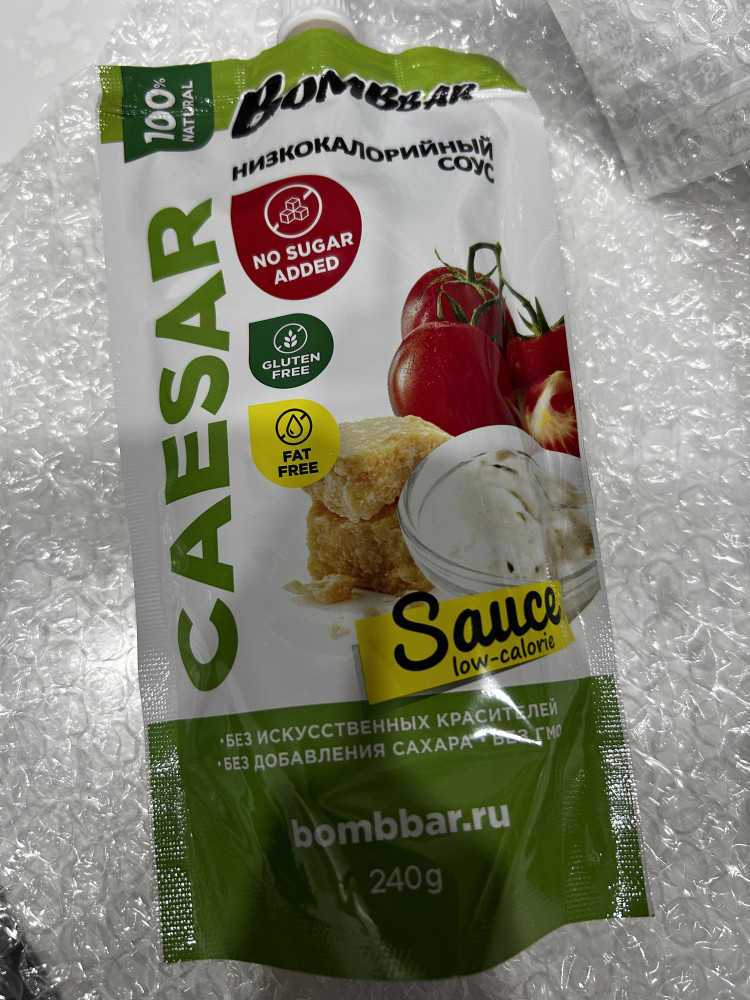 100%
NATURAL
BOMBBAR
НИЗКОКАЛОРИЙНЫЙ
СОУС
NO SUGAR
ADDED
GLUTEN
FREE
FAT
FREE
CAESAR
Sauce
low-calorie
•БЕЗ ИСКУССТВЕННЫХ КРАСИТЕЛЕЙ
•БЕЗ ДОБАВЛЕНИЯ САХАРА • БЕЗ ГМО
bombbar.ru
240g